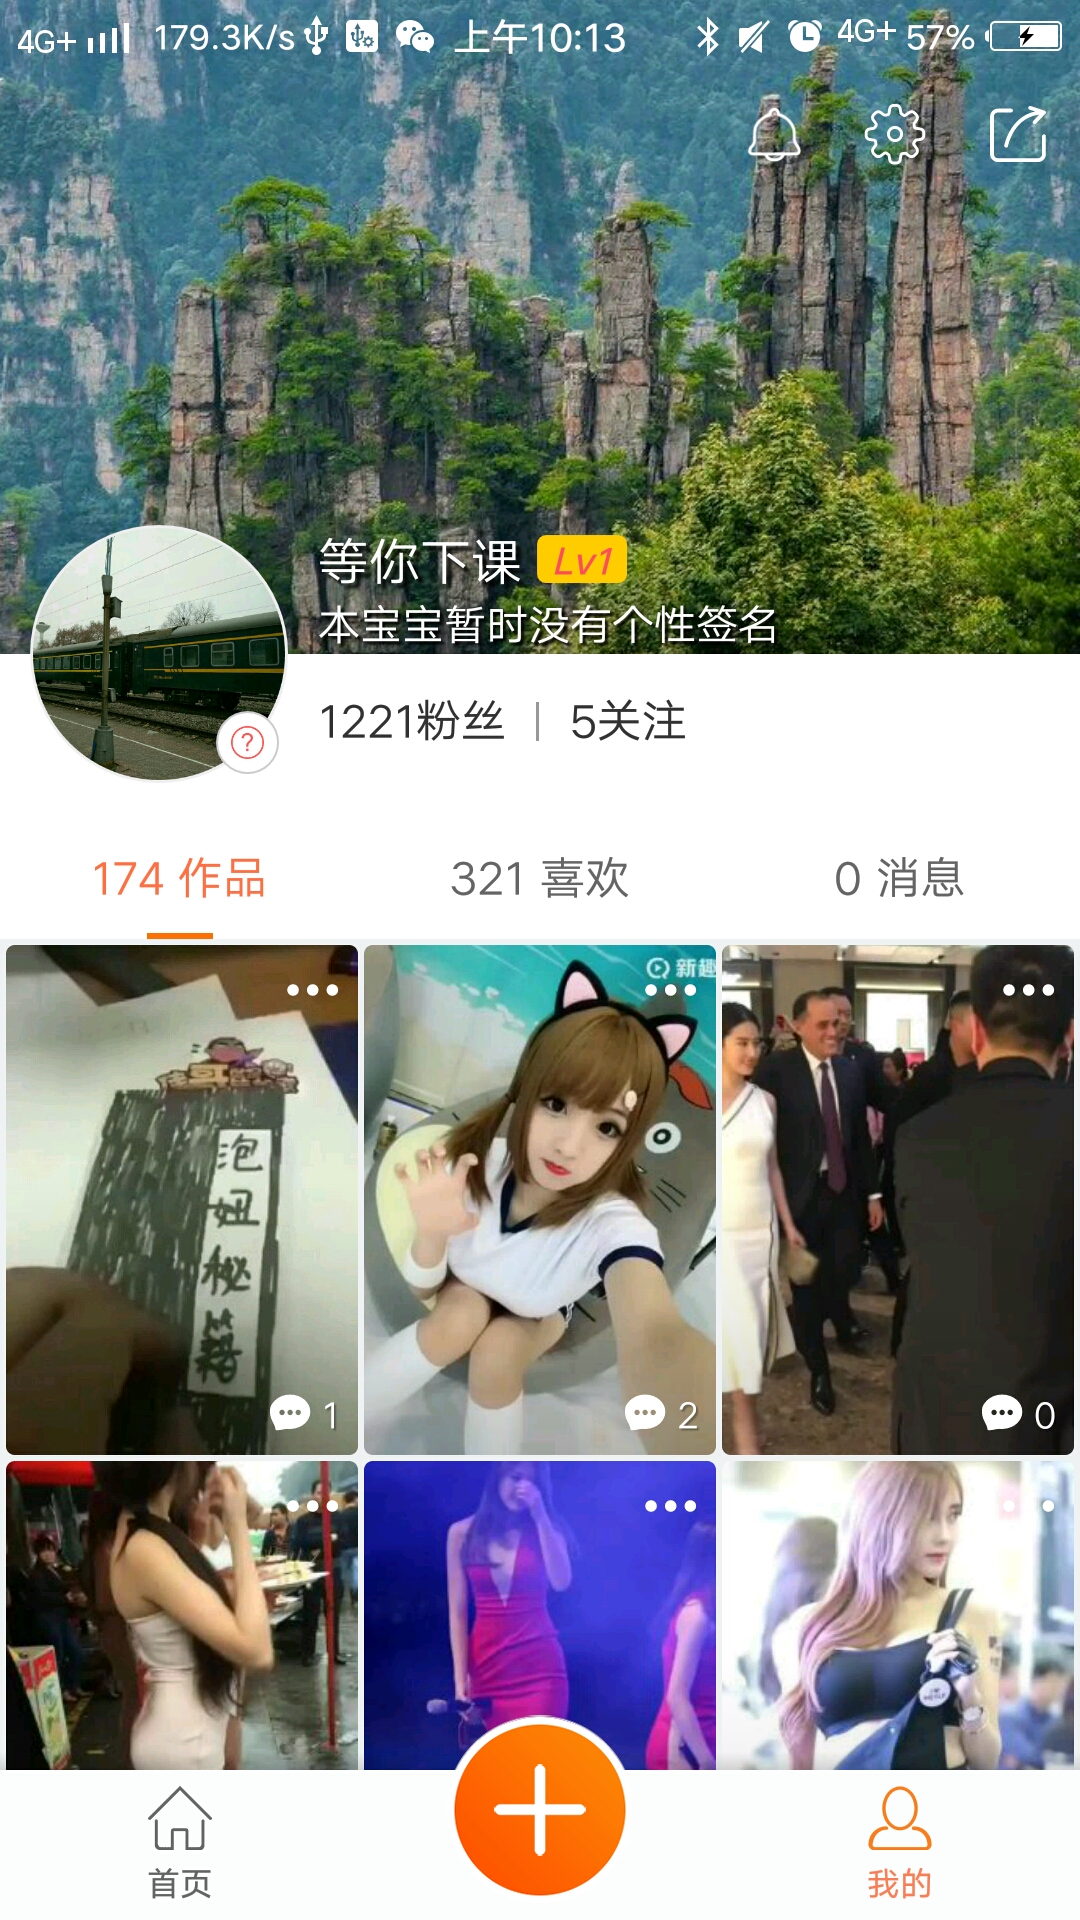 4G+ 179.3K/s 上午10:13 4G+ 57%
等你下课 Lv1
本宝宝暂时没有个性签名
1221粉丝 | 5关注
174 作品 321 喜欢 0 消息
新趣
泡妞秘籍
1 2 0
首页 我的